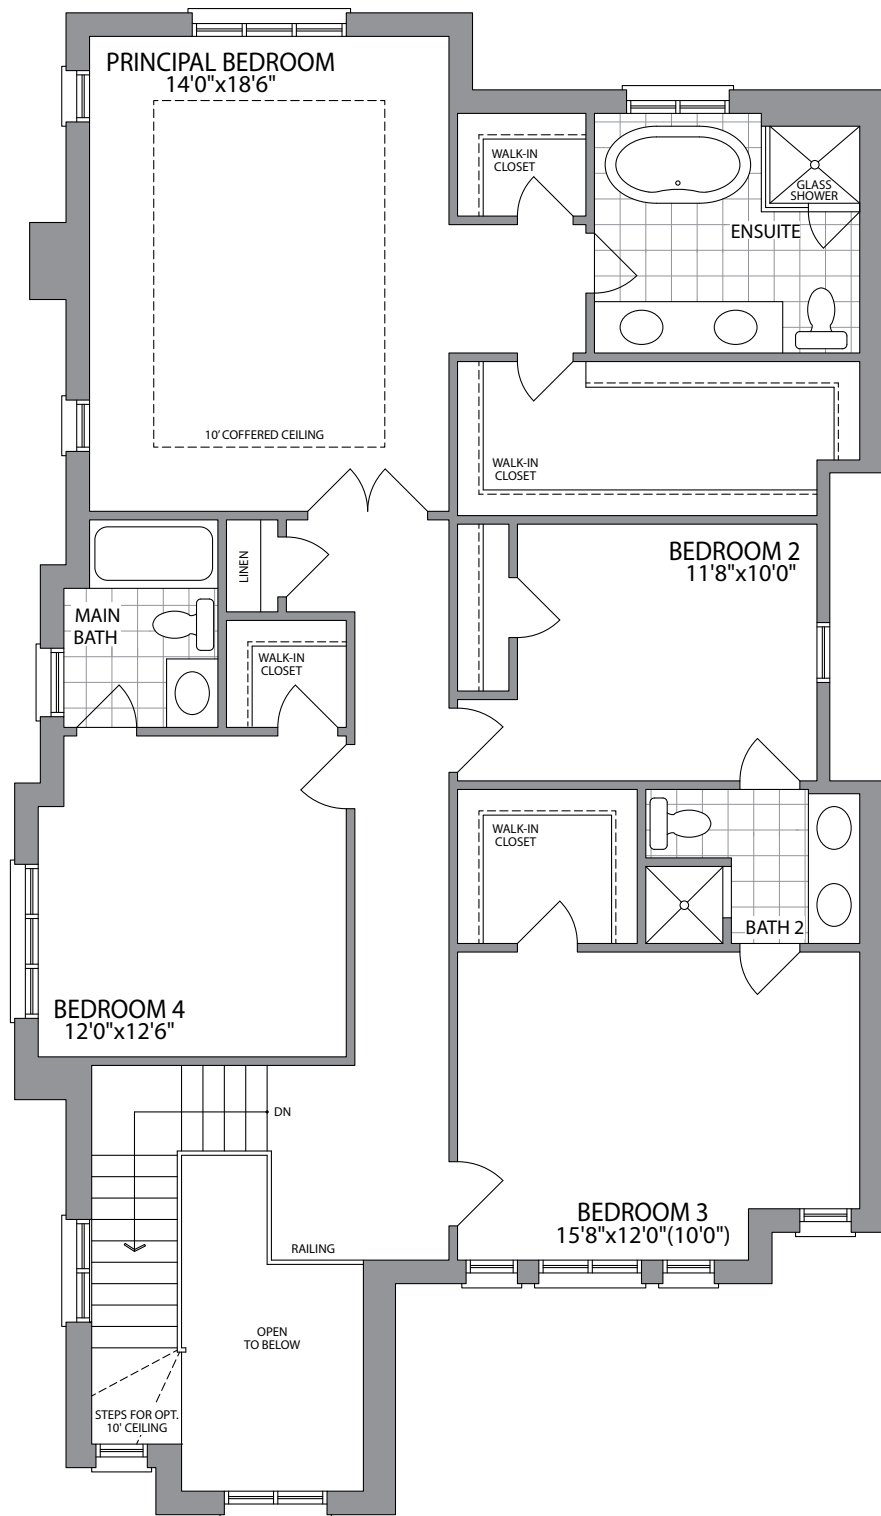 PRINCIPAL BEDROOM
14'0"x18'6"
WALK-IN
CLOSET
GLASS
SHOWER
ENSUITE
10' COFFERED CEILING
WALK-IN
CLOSET
LINEN
BEDROOM 2
11'8"x10'0"
MAIN
BATH
WALK-IN
CLOSET
WALK-IN
CLOSET
BATH 2
BEDROOM 4
12'0"x12'6"
DN
BEDROOM 3
15'8"x12'0"(10'0")
RAILING
OPEN
TO BELOW
STEPS FOR OPT.
10' CEILING